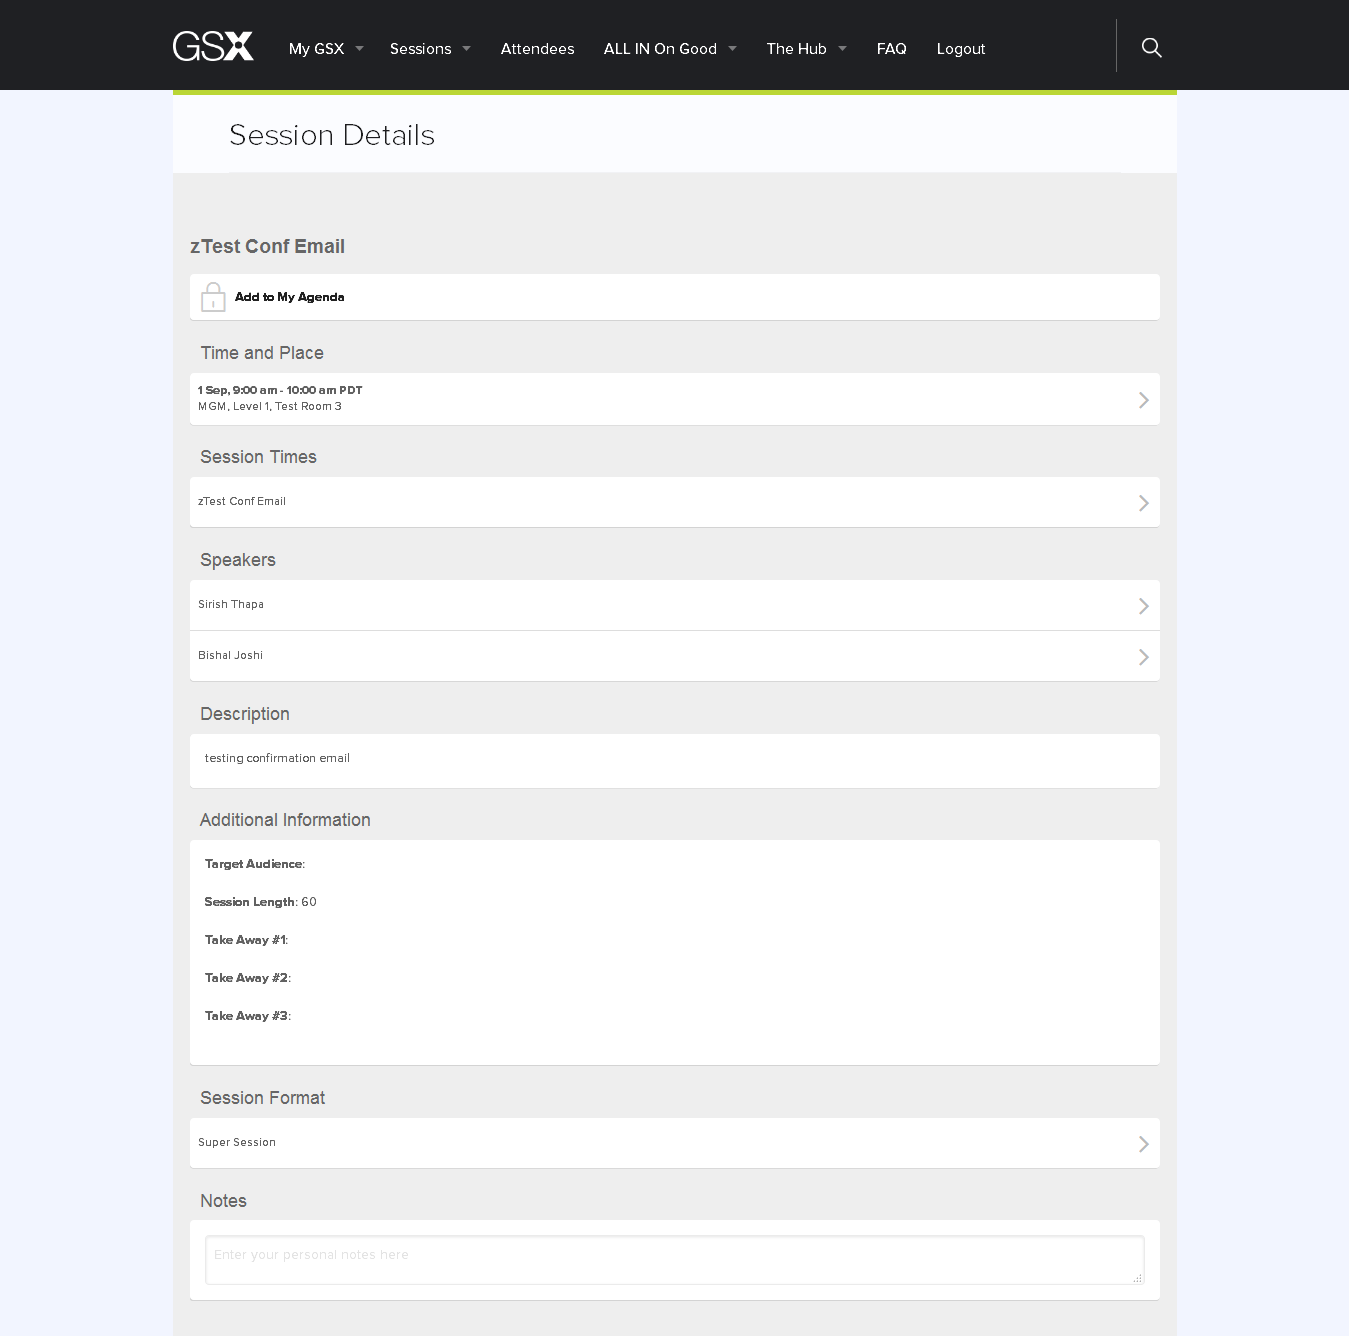 GSX My GSX Sessions Attendees ALL IN On Good The Hub FAQ Logout
Session Details
zTest Conf Email
Add to My Agenda
Time and Place
1 Sep, 9:00 am - 10:00 am PDT
MGM, Level 1, Test Room 3
Session Times
zTest Conf Email
Speakers
Sirish Thapa
Bishal Joshi
Description
testing confirmation email
Additional Information
Target Audience:
Session Length: 60
Take Away #1:
Take Away #2:
Take Away #3:
Session Format
Super Session
Notes
Enter your personal notes here